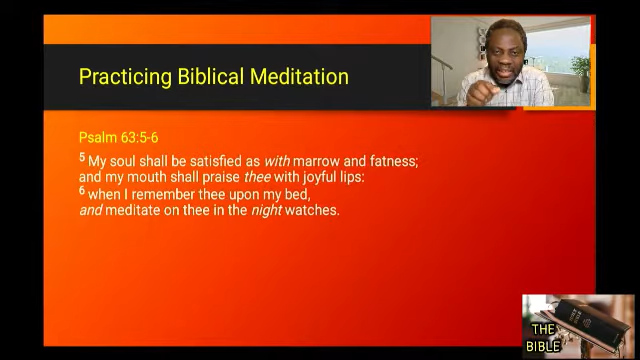 Practicing Biblical Meditation
Psalm 63:5-6
5 My soul shall be satisfied as with marrow and fatness;
and my mouth shall praise thee with joyful lips:
6 when I remember thee upon my bed,
and meditate on thee in the night watches.
THE
BIBLE
HOLY
BIBLE